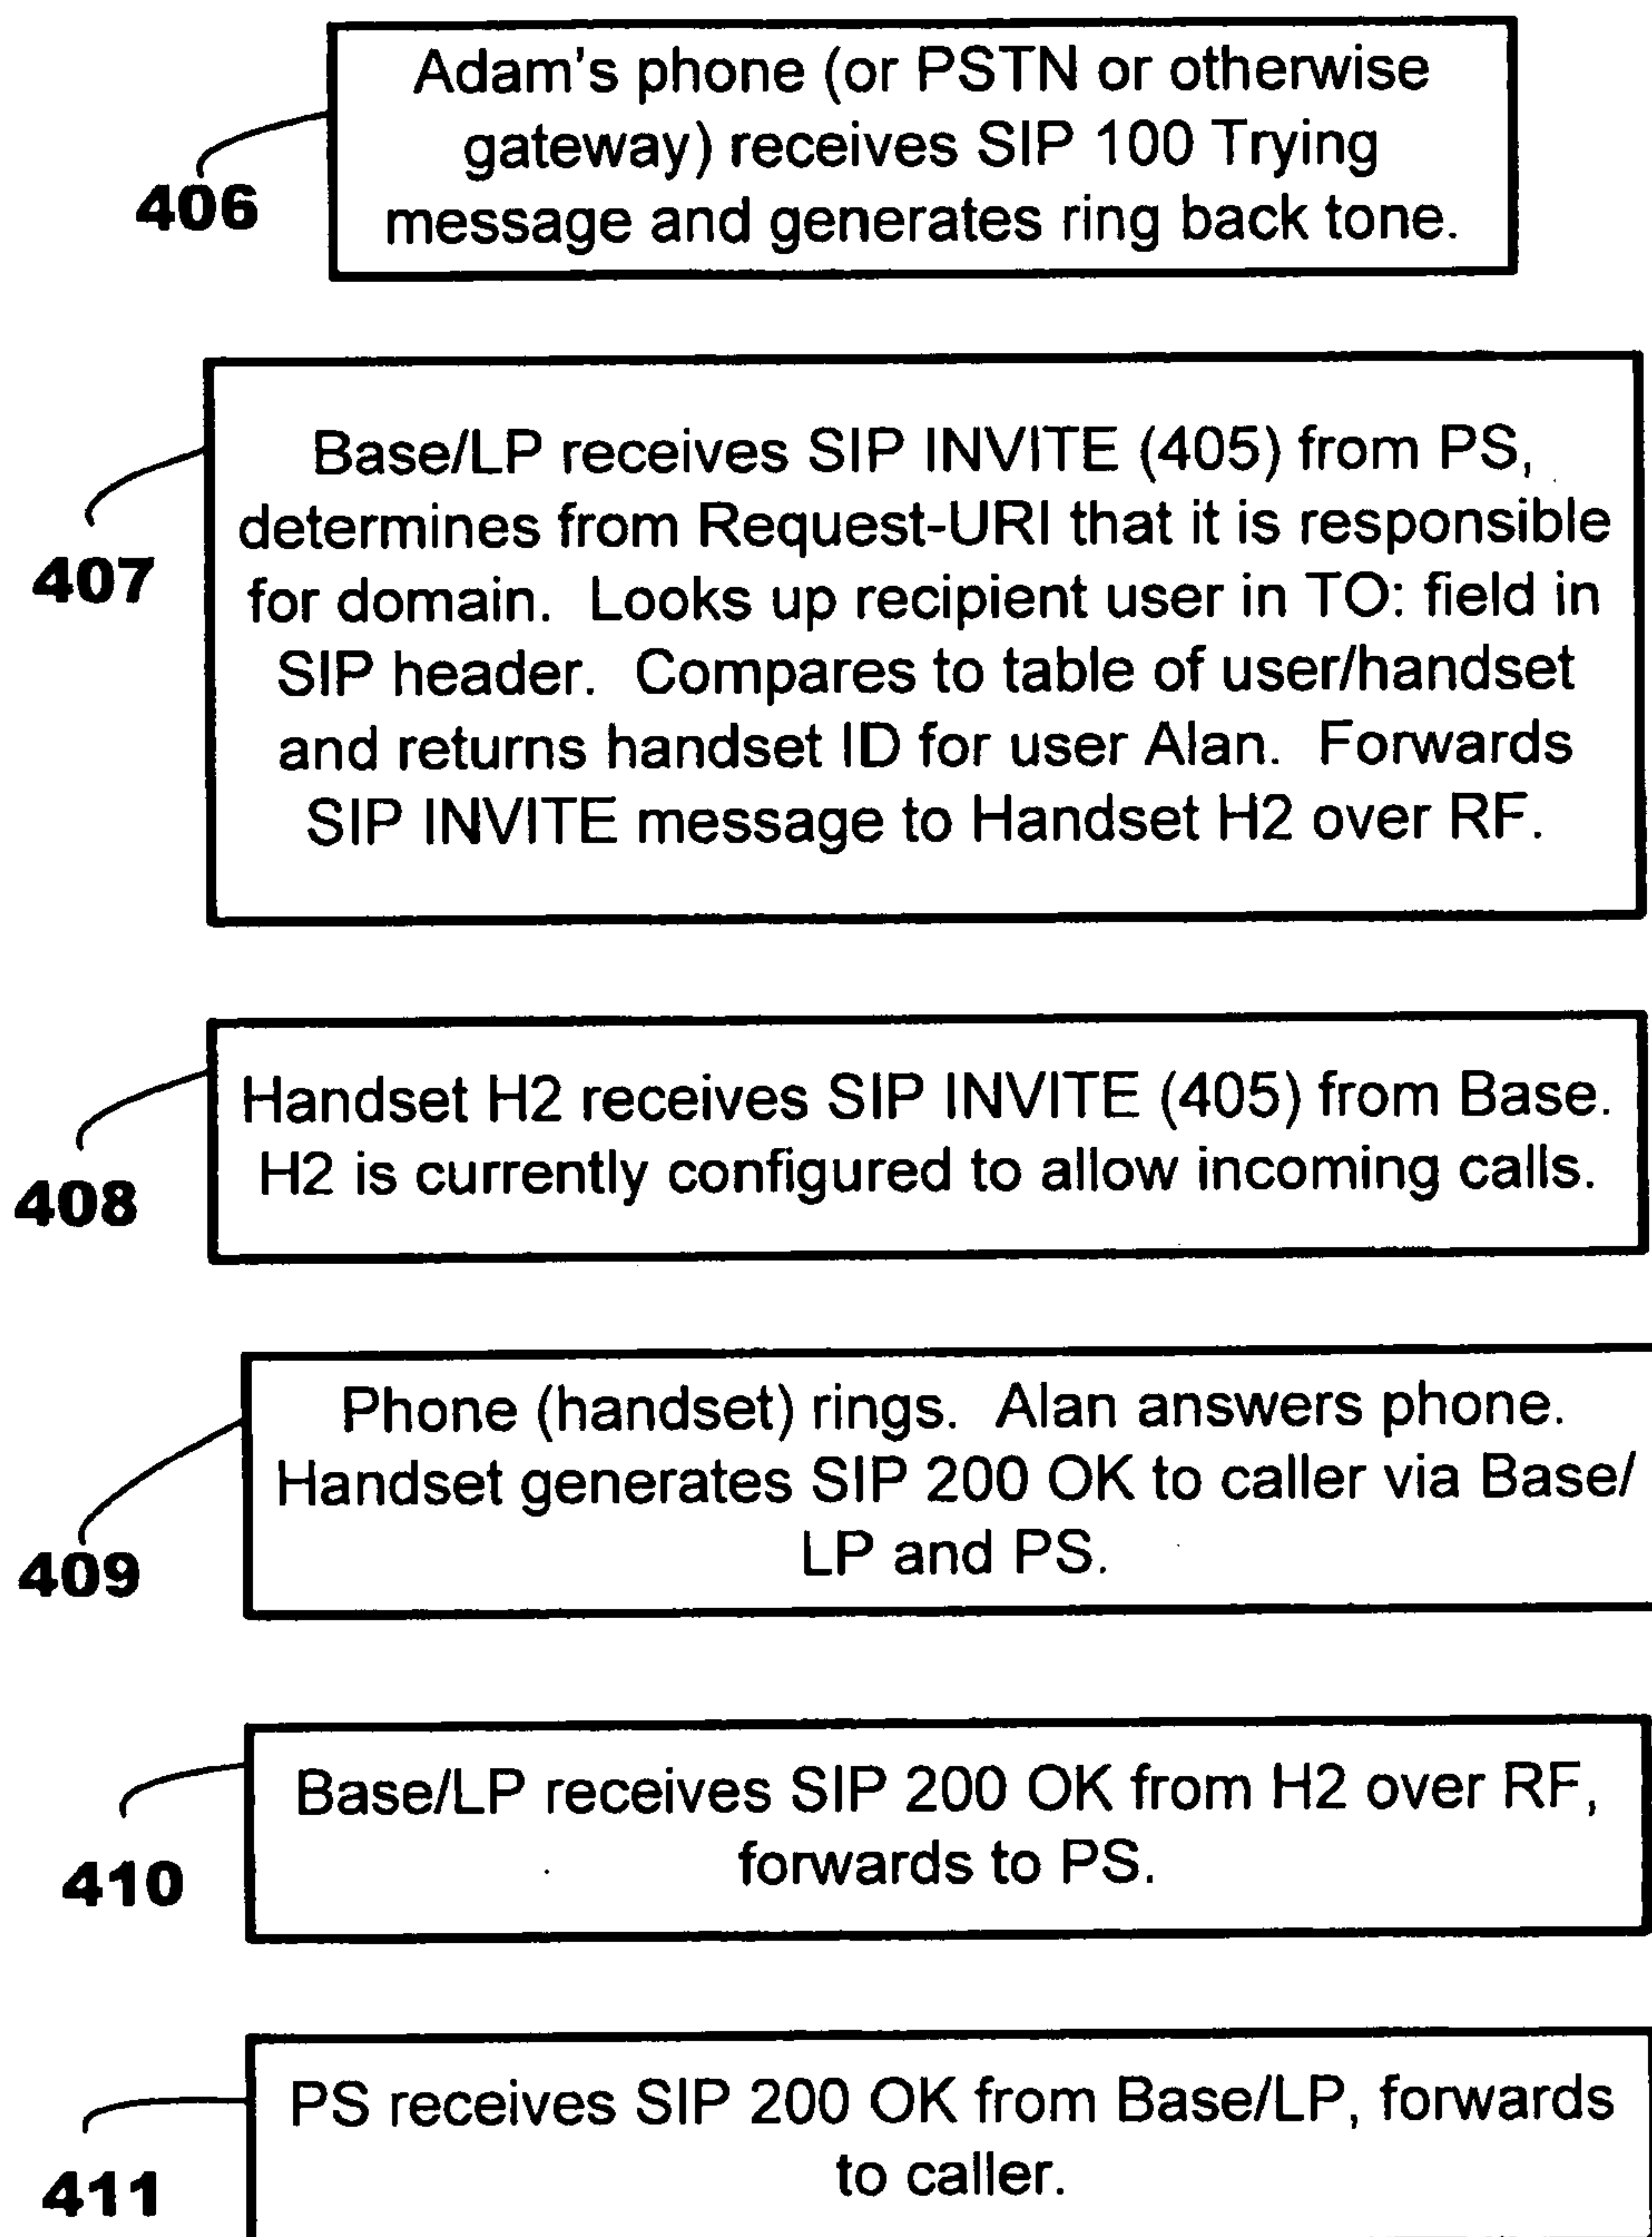 Adam's phone (or PSTN or otherwise
gateway) receives SIP 100 Trying
message and generates ring back tone.
406
Base/LP receives SIP INVITE (405) from PS,
determines from Request-URI that it is responsible
for domain. Looks up recipient user in TO: field in
SIP header. Compares to table of user/handset
and returns handset ID for user Alan. Forwards
SIP INVITE message to Handset H2 over RF.
407
Handset H2 receives SIP INVITE (405) from Base.
H2 is currently configured to allow incoming calls.
408
Phone (handset) rings. Alan answers phone.
Handset generates SIP 200 OK to caller via Base/
LP and PS.
409
Base/LP receives SIP 200 OK from H2 over RF,
forwards to PS.
410
PS receives SIP 200 OK from Base/LP, forwards
to caller.
411